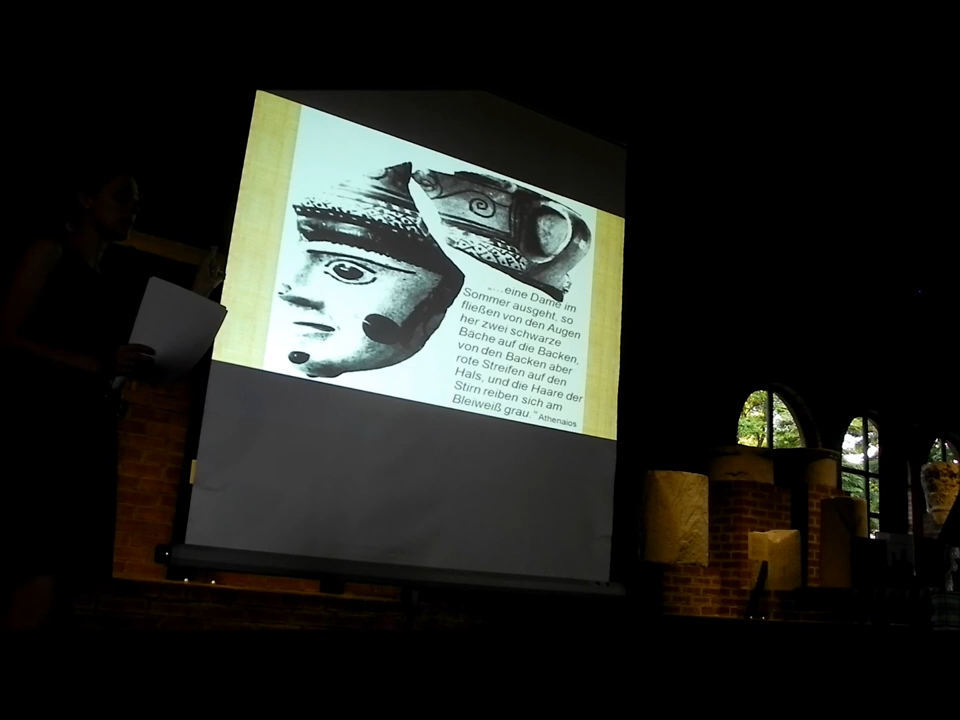 „…eine Dame im
Sommer ausgeht, so
fließen von den Augen
her zwei schwarze
Bäche auf die Backen,
von den Backen aber
rote Streifen auf den
Hals, und die Haare der
Stirn reiben sich am
Bleiweiß grau.“ Athenaios